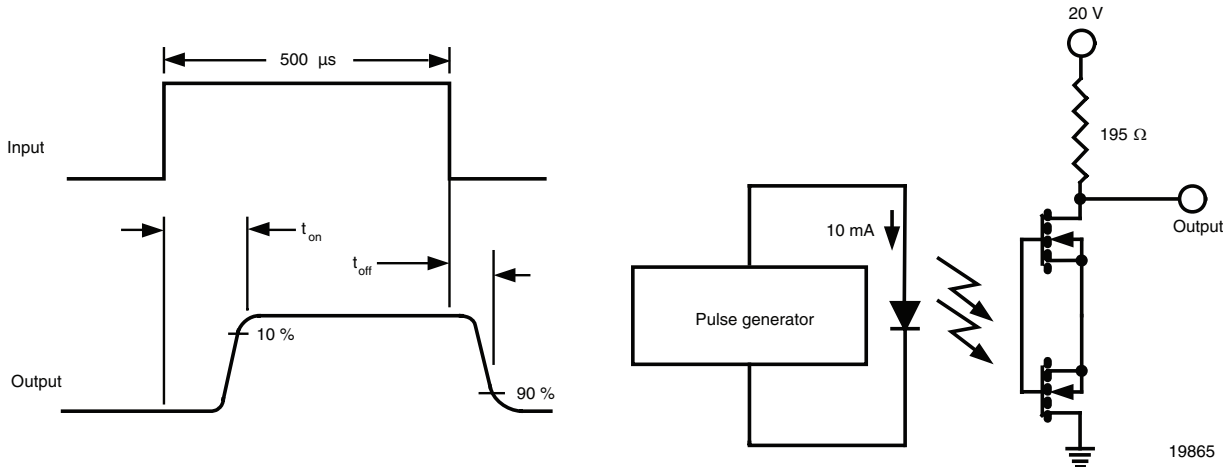 500 µs
Input
t on
t off
10 %
Output
90 %
20 V
195 Ω
Output
10 mA
Pulse generator
19865